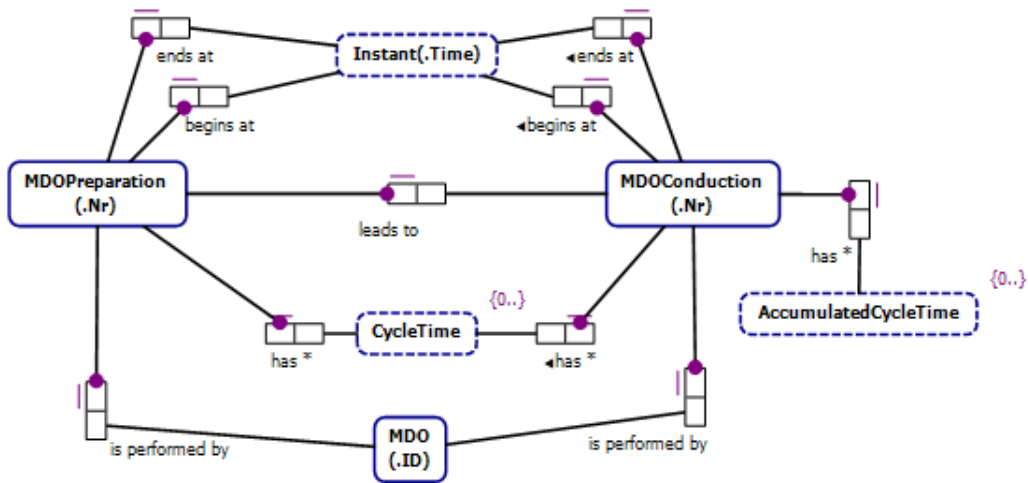 ends at
Instant(.Time)
◄ends at
begins at
◄begins at
MDOPreparation
(.Nr)
leads to
MDOConduction
(.Nr)
has *
{0..}
AccumulatedCycleTime
{0..}
has *
CycleTime
◄has *
is performed by
MDO
(.ID)
is performed by